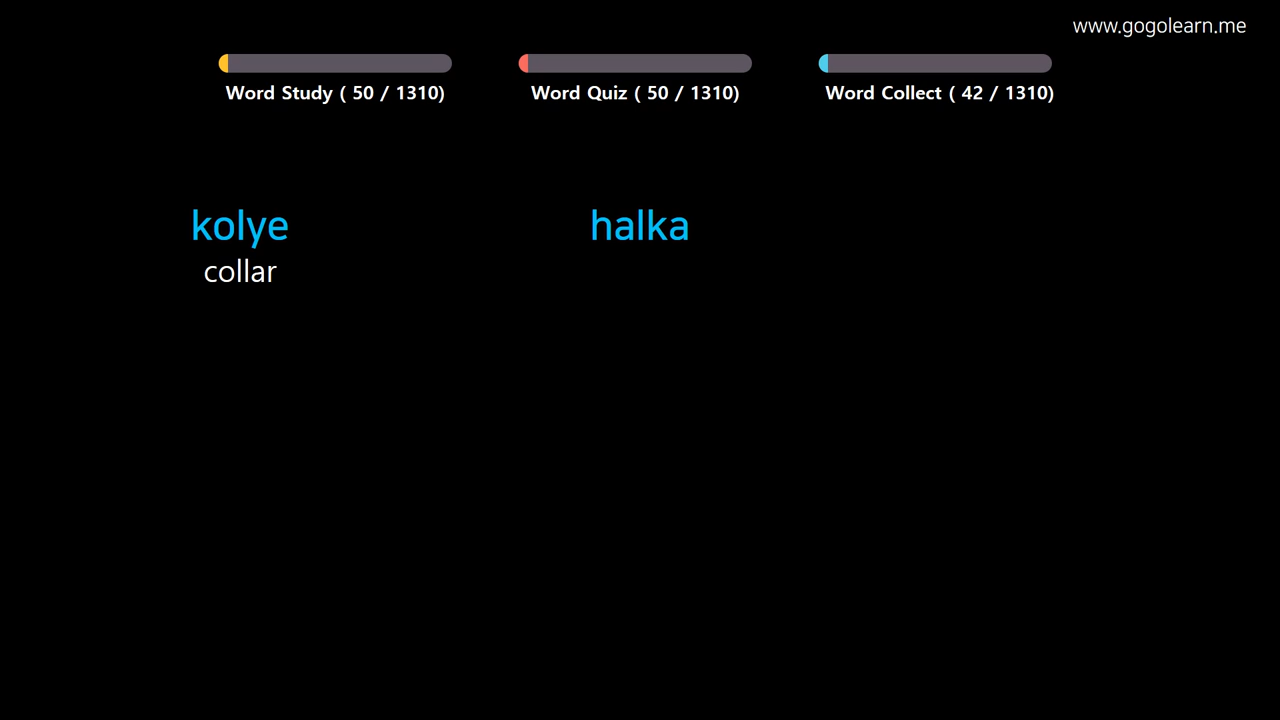 www.gogolearn.me
Word Study ( 50 / 1310)
Word Quiz ( 50 / 1310)
Word Collect ( 42 / 1310)
kolye
collar
halka